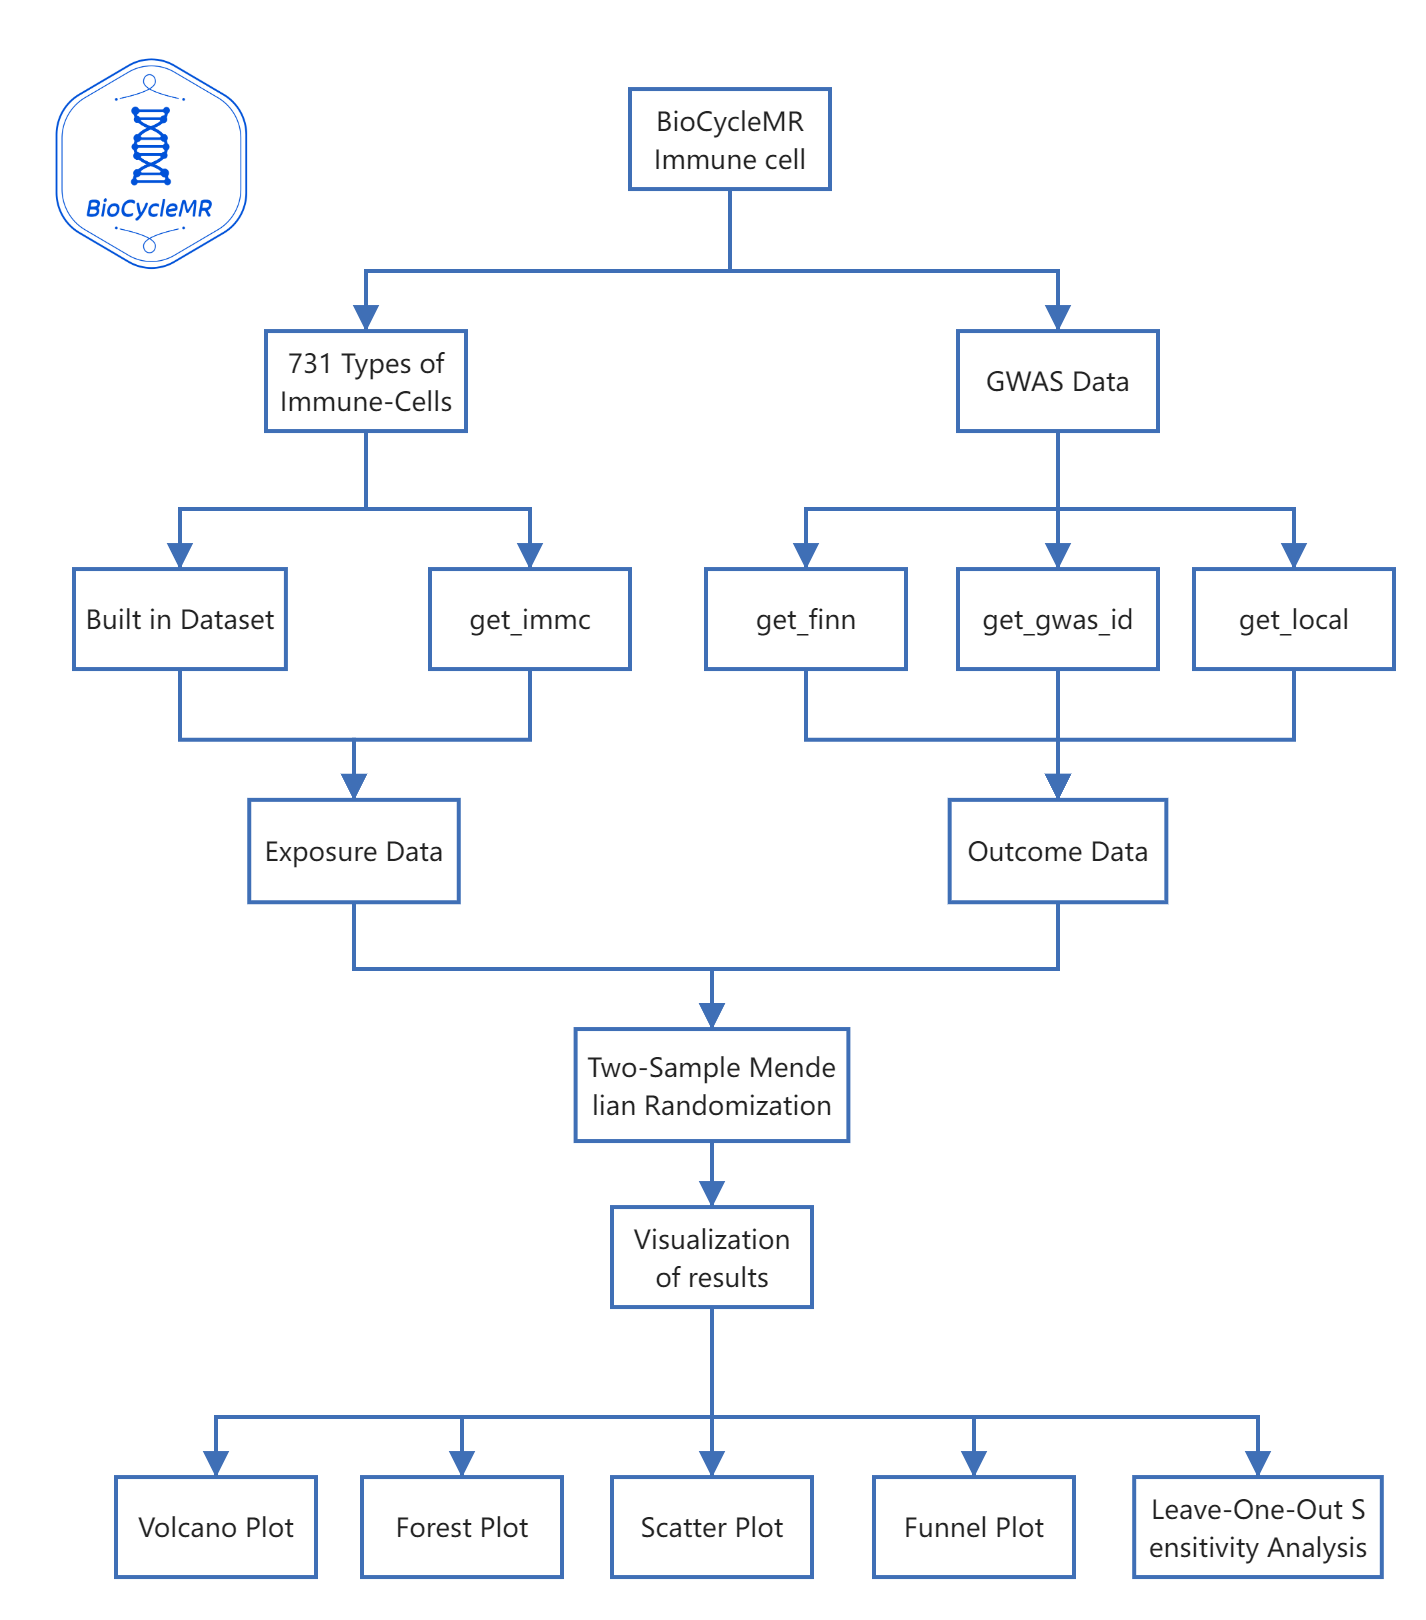 BioCycleMR
BioCycleMR
Immune cell
731 Types of
Immune-Cells
GWAS Data
Built in Dataset
get_immc
get_finn
get_gwas_id
get_local
Exposure Data
Outcome Data
Two-Sample Mende
lian Randomization
Visualization
of results
Volcano Plot
Forest Plot
Scatter Plot
Funnel Plot
Leave-One-Out S
ensitivity Analysis